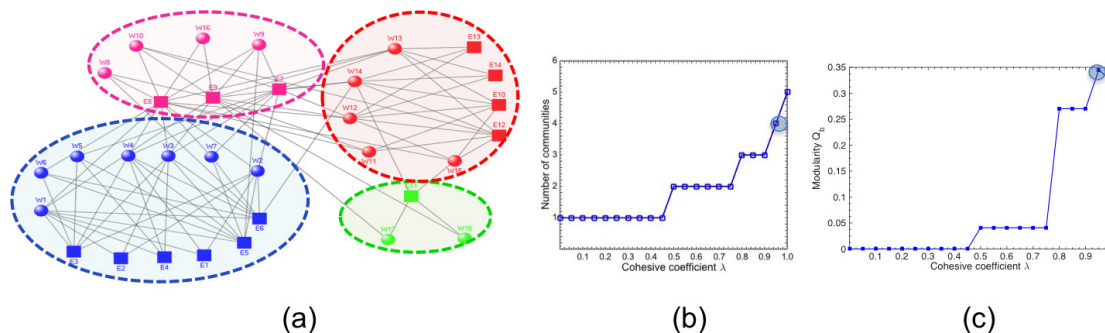 W10
W16
W9
W8
E8
E9
E7
W13
E13
W14
E14
W12
E10
E12
W11
W15
W6
W5
W4
W3
W7
W2
W1
E3
E2
E4
E1
E5
E6
E11
W17
W18
(a)
Number of communities
6
5
4
3
2
1
0.1 0.2 0.3 0.4 0.5 0.6 0.7 0.8 0.9 1.0
Cohesive coefficient λ
(b)
Modularity Q_b
0.35
0.3
0.25
0.2
0.15
0.1
0.05
0
0.1 0.2 0.3 0.4 0.5 0.6 0.7 0.8 0.9
Cohesive coefficient λ
(c)